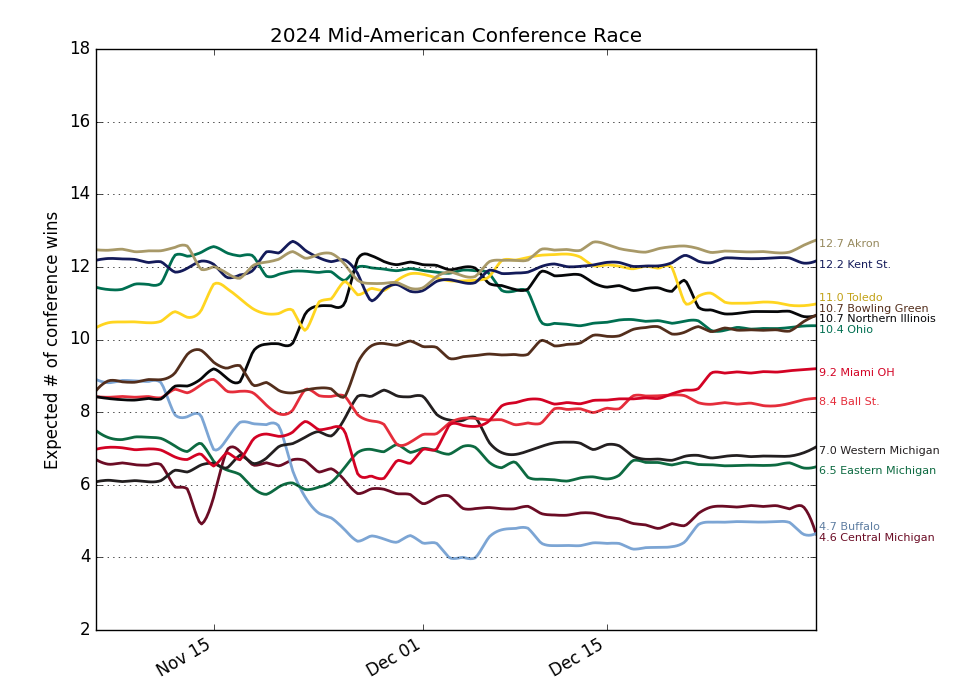 2024 Mid-American Conference Race
Expected # of conference wins
18
16
14
12
10
8
6
4
2
Nov 15
Dec 01
Dec 15
12.7 Akron
12.2 Kent St.
11.0 Toledo
10.7 Bowling Green
10.7 Northern Illinois
10.4 Ohio
9.2 Miami OH
8.4 Ball St.
7.0 Western Michigan
6.5 Eastern Michigan
4.7 Buffalo
4.6 Central Michigan